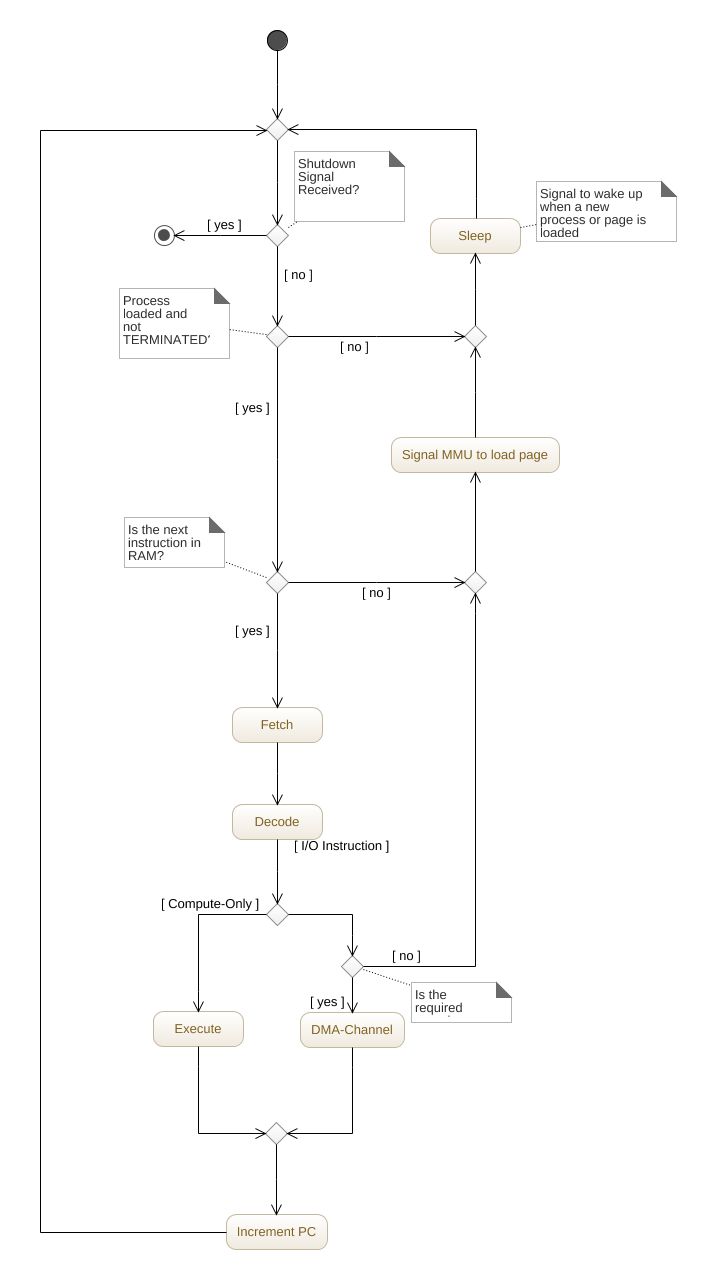 Shutdown
Signal
Received?
Signal to wake up
when a new
process or page is
loaded
[ yes ]
Sleep
[ no ]
Process
loaded and
not
TERMINATED?
[ no ]
[ yes ]
Signal MMU to load page
Is the next
instruction in
RAM?
[ no ]
[ yes ]
Fetch
Decode
[ I/O Instruction ]
[ Compute-Only ]
[ no ]
Is the
required
[ yes ]
Execute
DMA-Channel
Increment PC